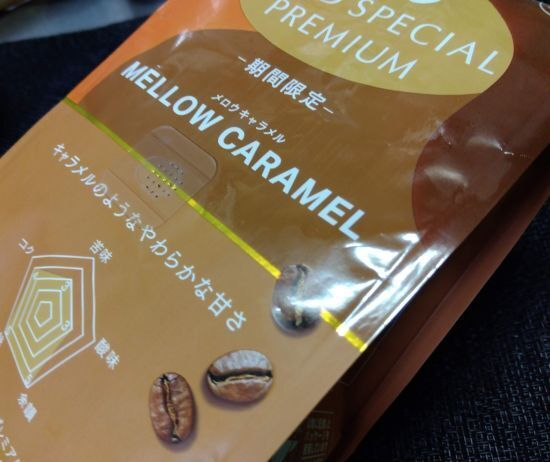 SPECIAL
PREMIUM
期間限定
メロウキャラメル
MELLOW CARAMEL
キャラメルのようなやわらかな甘さ
苦味
コク
3
3
酸味
余韻